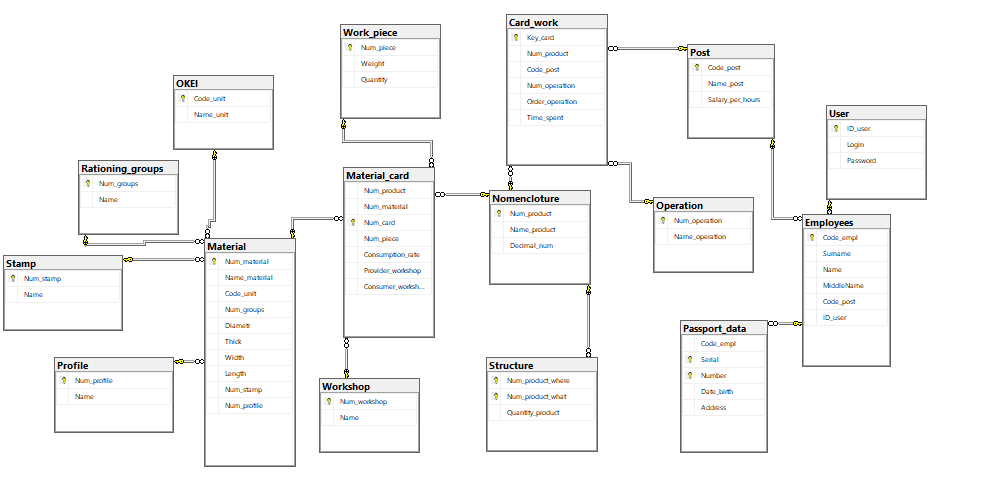 Card_work
Key_card
Num_product
Code_post
Num_operation
Order_operation
Time_spent
Work_piece
Num_piece
Weight
Quantity
Post
Code_post
Name_post
Salary_per_hours
OKEI
Code_unit
Name_unit
User
ID_user
Login
Password
Rationing_groups
Num_groups
Name
Material_card
Num_product
Num_material
Num_card
Num_piece
Consumption_rate
Provider_workshop
Consumer_worksh...
Nomencloture
Num_product
Name_product
Decimal_num
Operation
Num_operation
Name_operation
Employees
Code_empl
Surname
Name
MiddleName
Code_post
ID_user
Material
Num_material
Name_material
Code_unit
Num_groups
Diametr
Thick
Width
Length
Num_stamp
Num_profile
Stamp
Num_stamp
Name
Passport_data
Code_empl
Serial
Number
Date_birth
Address
Profile
Num_profile
Name
Workshop
Num_workshop
Name
Structure
Num_product_where
Num_product_what
Quantity_product